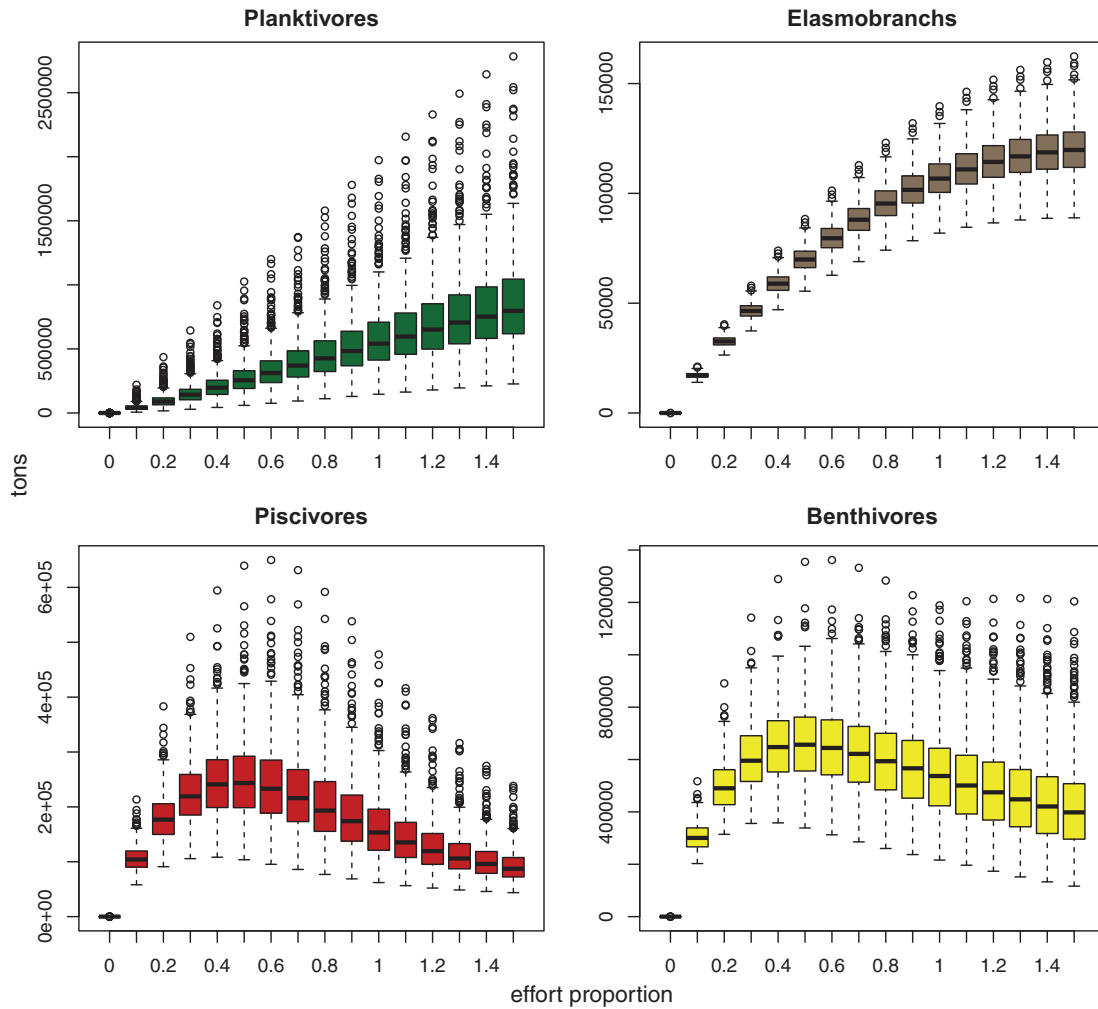 Planktivores
Elasmobranchs
2500000
1500000
500000
0
150000
100000
50000
0
0 0.2 0.4 0.6 0.8 1 1.2 1.4
0 0.2 0.4 0.6 0.8 1 1.2 1.4
tons
Piscivores
Benthivores
6e+05
4e+05
2e+05
0e+00
1200000
800000
400000
0
0 0.2 0.4 0.6 0.8 1 1.2 1.4
0 0.2 0.4 0.6 0.8 1 1.2 1.4
effort proportion